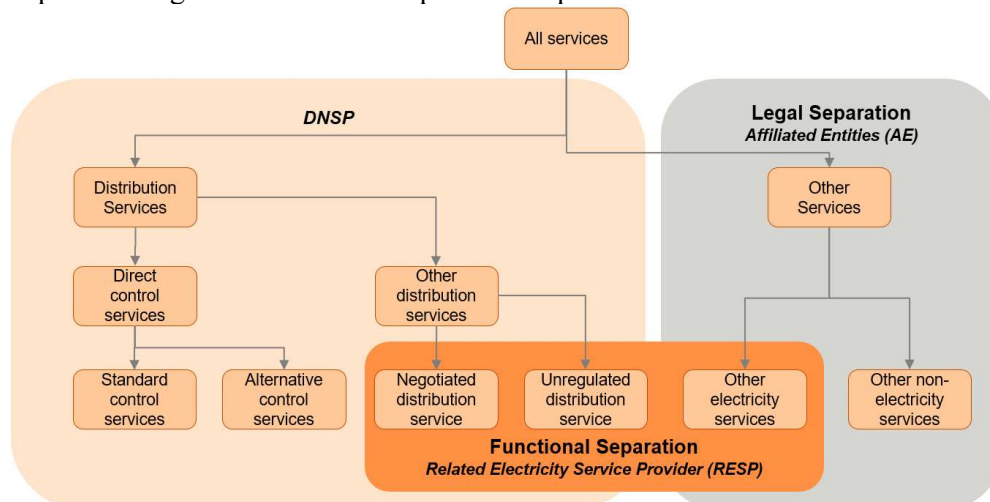 All services
DNSP
Legal Separation
Affiliated Entities (AE)
Distribution
Services
Other
Services
Direct
control
services
Other
distribution
services
Standard
control
services
Alternative
control services
Negotiated
distribution
service
Unregulated
distribution
service
Other
electricity
services
Other non-
electricity
services
Functional Separation
Related Electricity Service Provider (RESP)